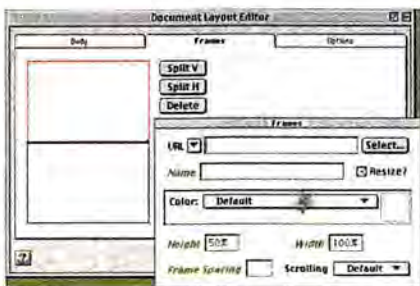 Document Layout Editor
Body
Frames
Options
Split V
Split H
Delete
Frames
URL
Select...
Name
Resize?
Color: Default
Height 50% Width 100%
Frame Spacing Scrolling Default
?